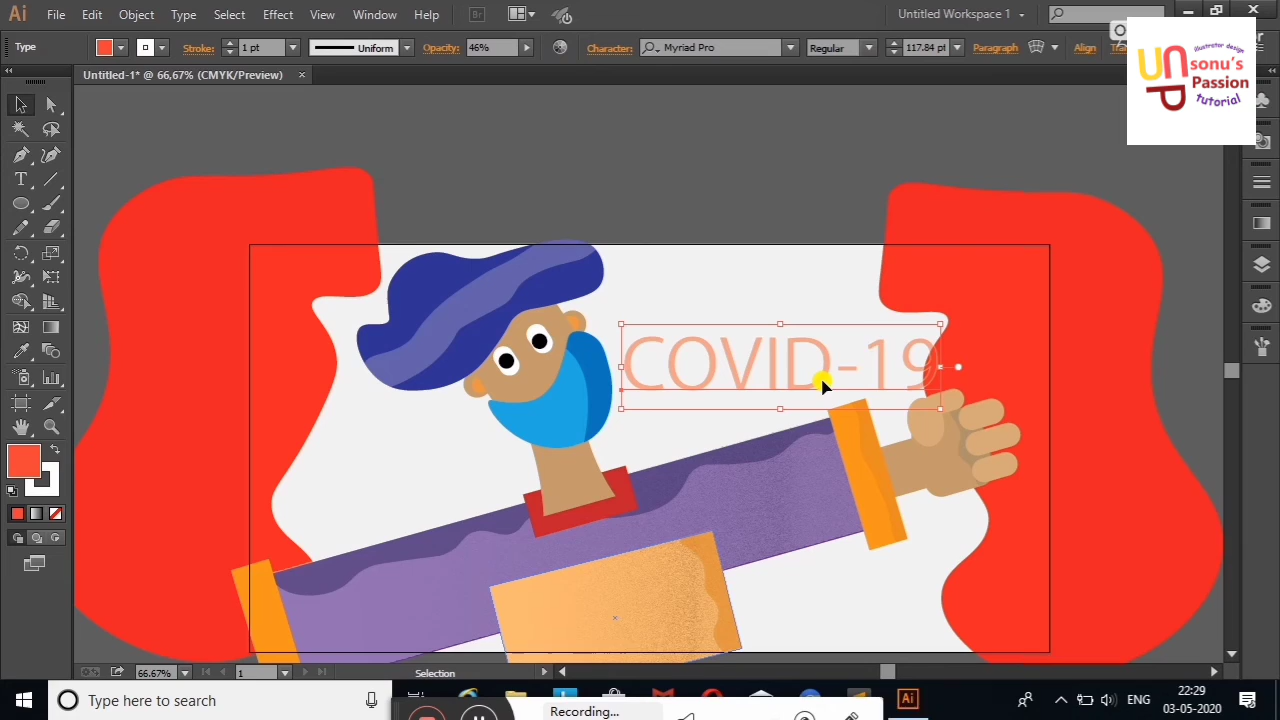 Ai File Edit Object Type Select Effect View Window Help Br Untitled Workspace 1
Type Stroke: 1 pt Uniform Opacity: 46% Character: Myriad Pro Regular 117.84 pt Paragraph Align
illustrator design
un sonu's
p Passion
tutorial
Untitled-1* @ 66,67% (CMYK/Preview)
COVID-19
66.67% 1 Selection
Type here to search
Recording...
Ai
ENG
22:29
03-05-2020